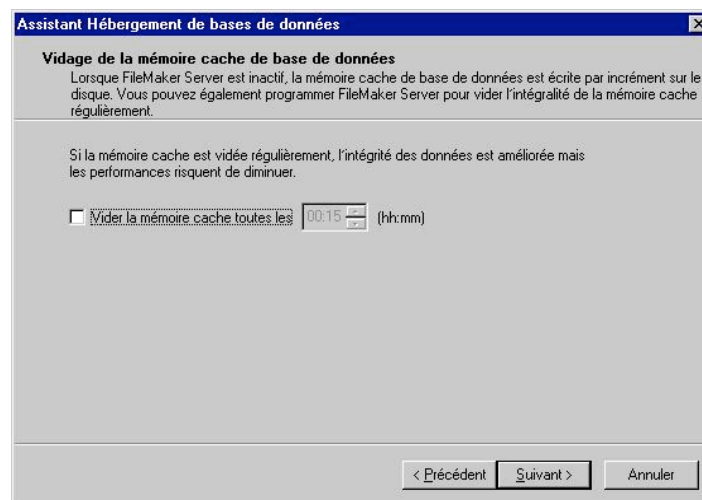 Assistant Hébergement de bases de données
Vidage de la mémoire cache de base de données
Lorsque FileMaker Server est inactif, la mémoire cache de base de données est écrite par incrément sur le
disque. Vous pouvez également programmer FileMaker Server pour vider l'intégralité de la mémoire cache
régulièrement.
Si la mémoire cache est vidée régulièrement, l'intégrité des données est améliorée mais
les performances risquent de diminuer.
Vider la mémoire cache toutes les 00:15 (hh:mm)
< Précédent Suivant > Annuler